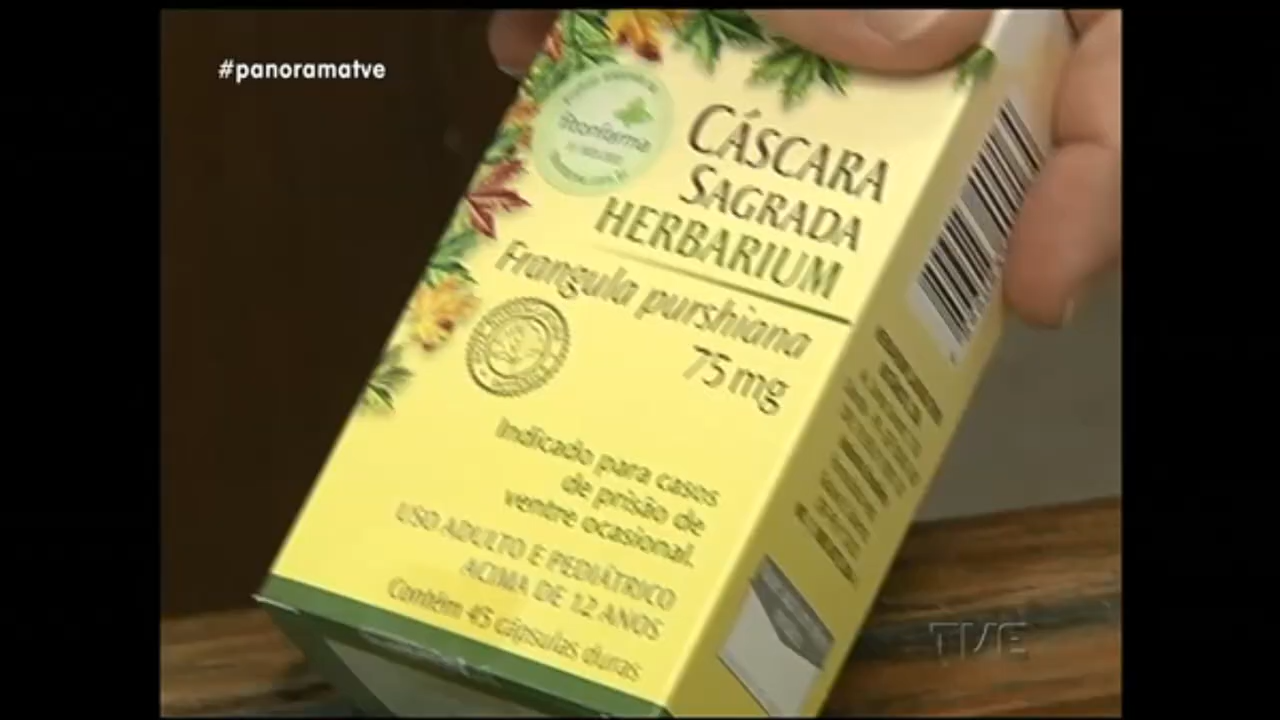 #panoramatve
CÁSCARA
SAGRADA
HERBARIUM
Frangula purshiana
75 mg
Indicado para casos
de prisão de
ventre ocasional.
USO ADULTO E PEDIÁTRICO
ACIMA DE 12 ANOS
Contém 45 cápsulas duras
TVE